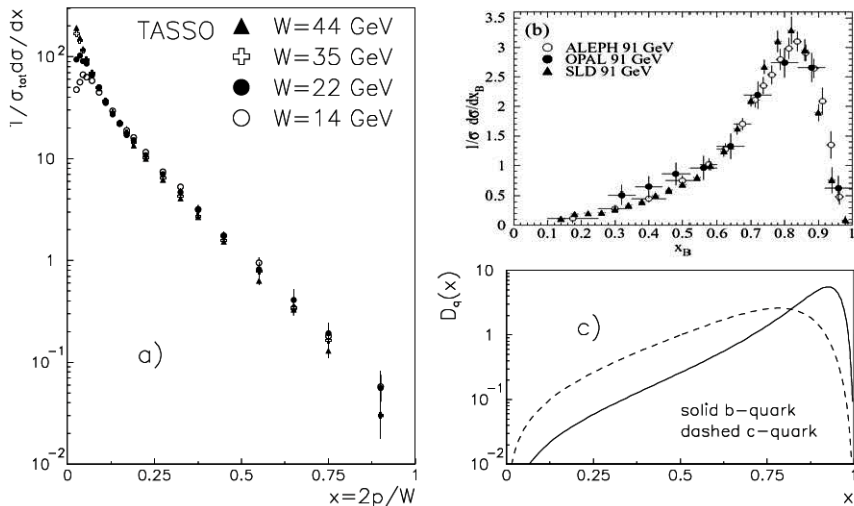 TASSO
W=44 GeV
W=35 GeV
W=22 GeV
W=14 GeV
1/σtot dσ/dx
10²
10
1
10⁻¹
10⁻²
a)
0 0.25 0.5 0.75 1
x=2p/W
(b)
ALEPH 91 GeV
OPAL 91 GeV
SLD 91 GeV
1/σ dσ/dxB
3.5
3
2.5
2
1.5
1
0.5
0
0 0.1 0.2 0.3 0.4 0.5 0.6 0.7 0.8 0.9 1
xB
Dq(x)
10
1
10⁻¹
10⁻²
c)
solid b-quark
dashed c-quark
0 0.25 0.5 0.75 1
x